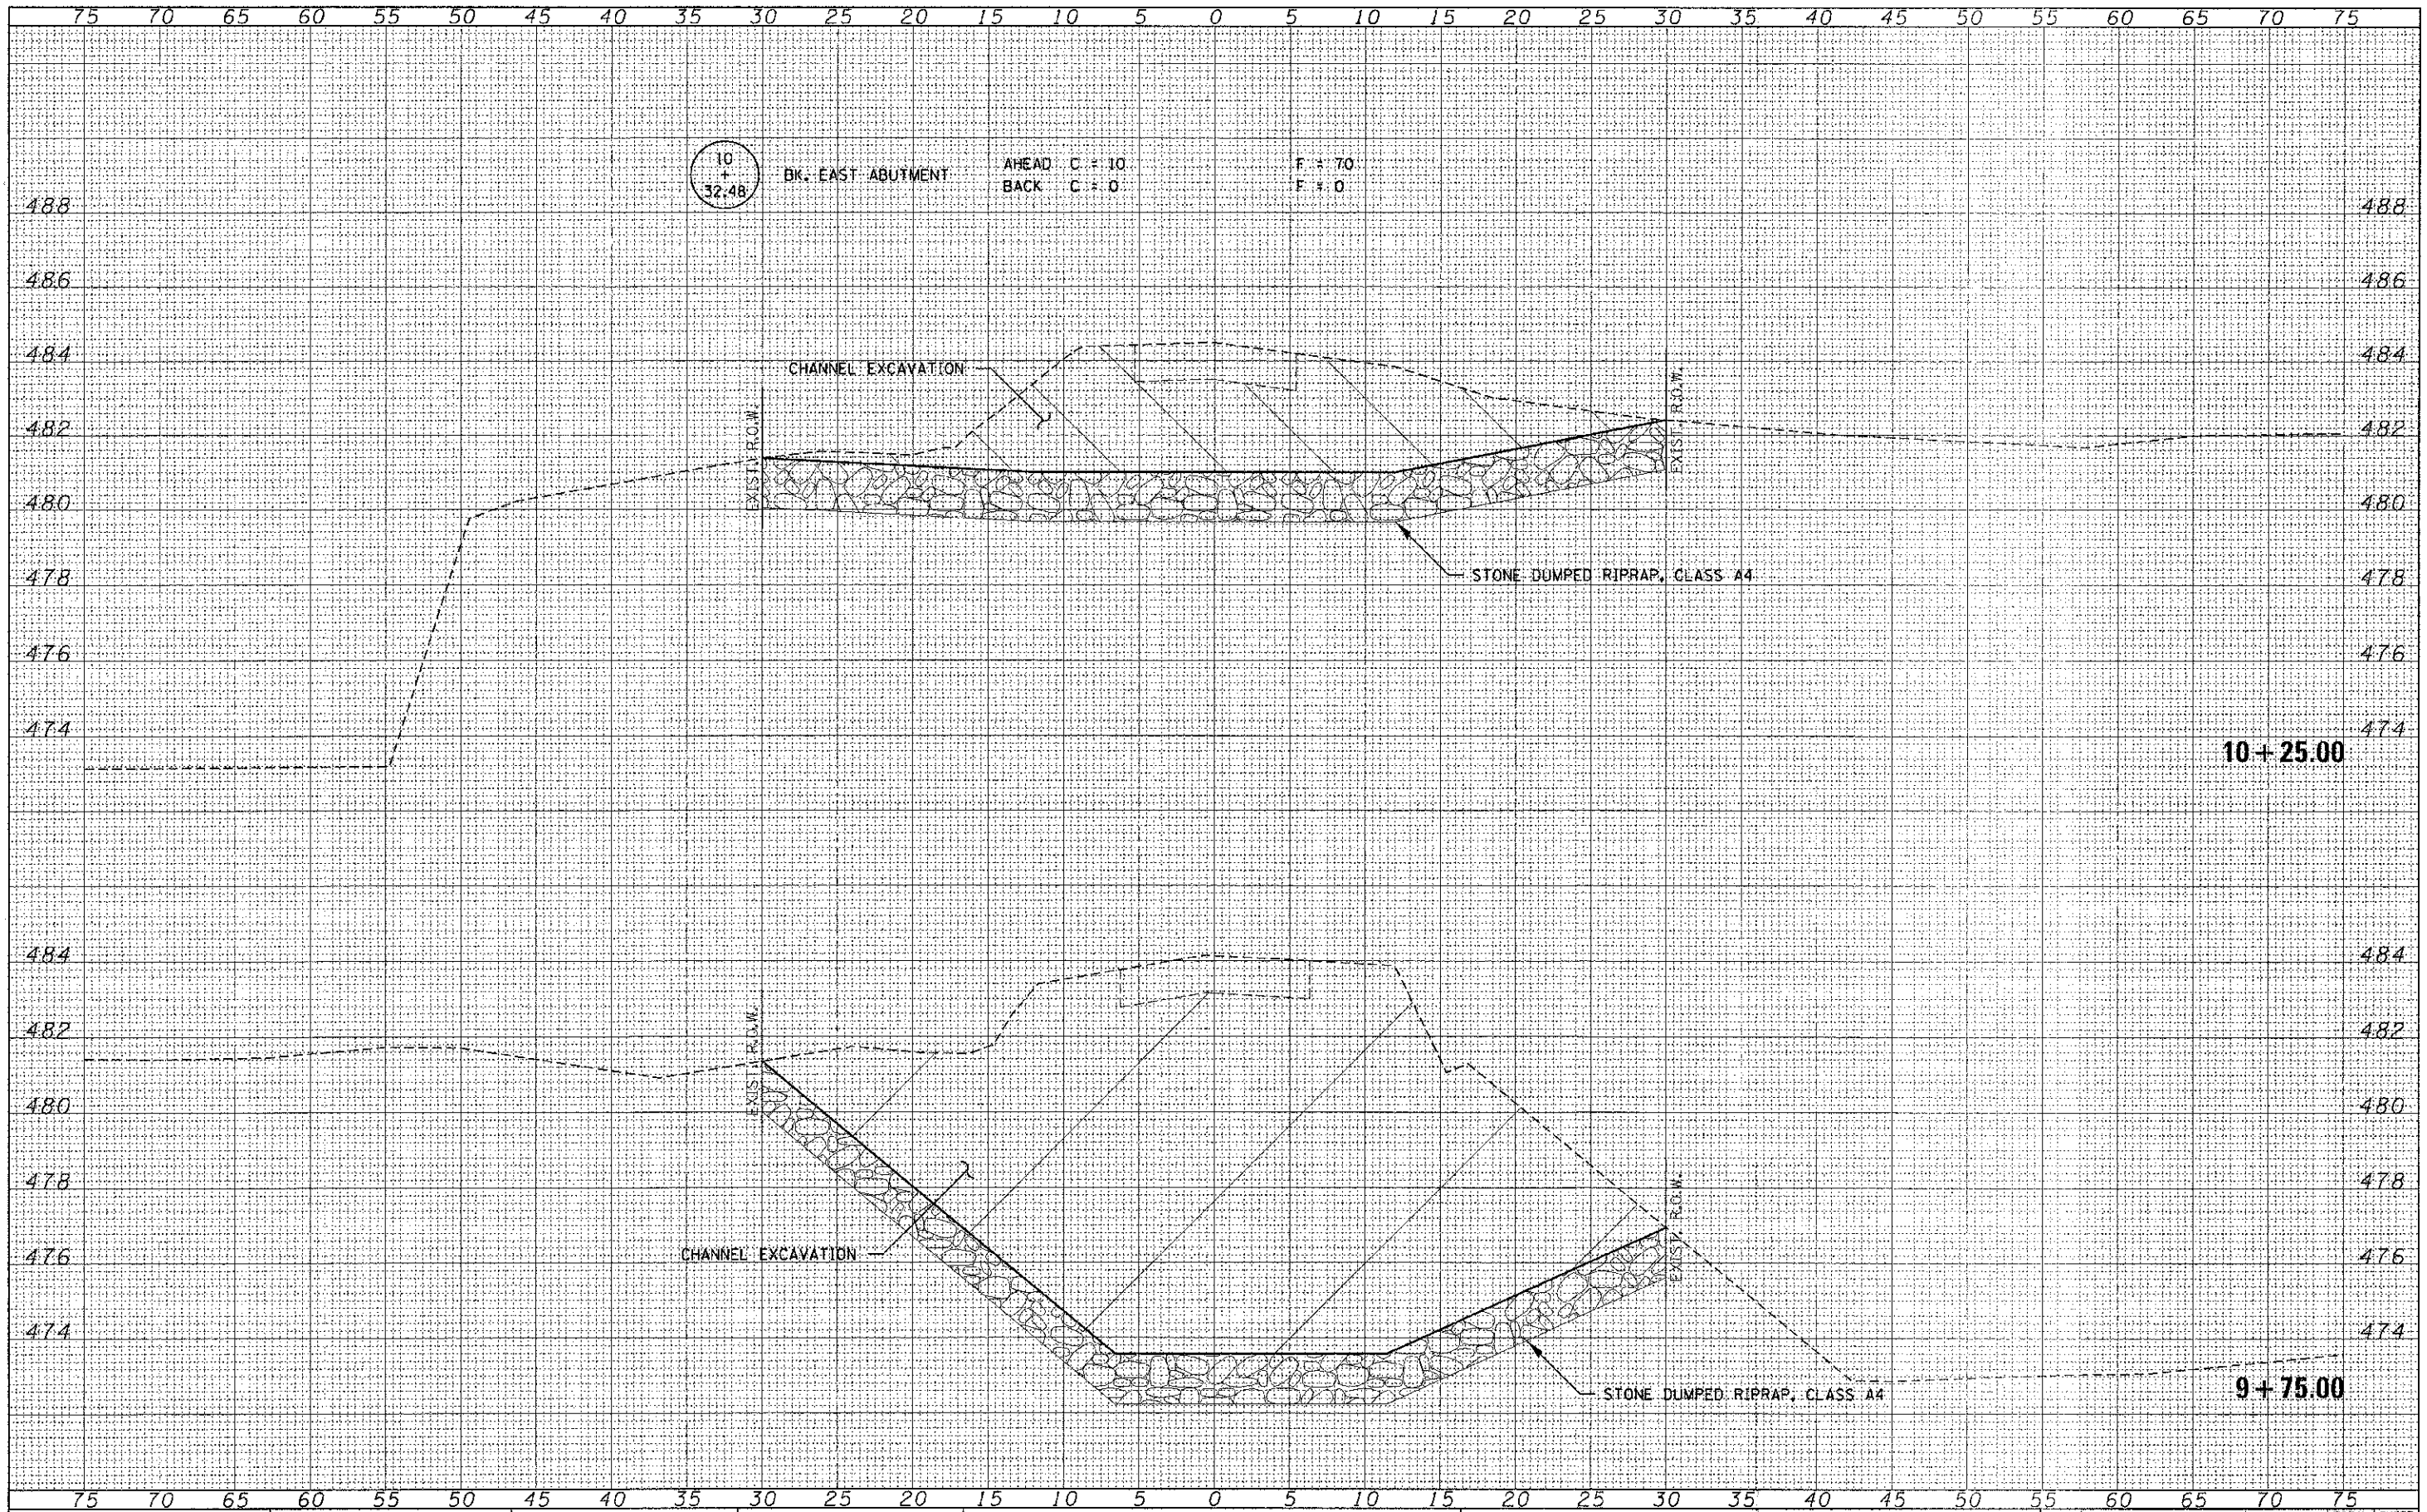 75 70 65 60 55 50 45 40 35 30 25 20 15 10 5 0 5 10 15 20 25 30 35 40 45 50 55 60 65 70 75
10 + 32.48 BK. EAST ABUTMENT AHEAD C = 10 F = 70
BACK C = 0 F = 0
488 488
486 486
484 484
CHANNEL EXCAVATION
EXIST. R.O.W.
EXIST. R.O.W.
482 482
480 480
STONE DUMPED RIPRAP, CLASS A4
478 478
476 476
474 474
10+25.00
484 484
482 482
EXIST. R.O.W.
480 480
478 478
EXIST. R.O.W.
CHANNEL EXCAVATION
476 476
474 474
STONE DUMPED RIPRAP, CLASS A4
9+75.00
75 70 65 60 55 50 45 40 35 30 25 20 15 10 5 0 5 10 15 20 25 30 35 40 45 50 55 60 65 70 75